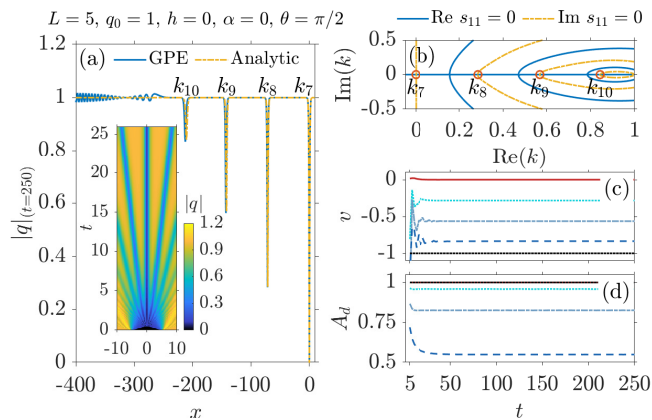 L = 5, q₀ = 1, h = 0, α = 0, θ = π/2
Re s₁₁ = 0 Im s₁₁ = 0
(a) GPE Analytic
k₁₀ k₉ k₈ k₇
1.2
1
0.8
0.6
0.4
0.2
0
|q|(t=250)
-400 -300 -200 -100 0
x
25
20
15
10
5
0
t
-10 0 10
|q|
1.2
0.9
0.6
0.3
0
(b)
0.5
0
-0.5
Im(k)
k₇ k₈ k₉ k₁₀
0 0.2 0.4 0.6 0.8 1
Re(k)
(c)
0
-0.5
-1
v
(d)
1
0.75
0.5
A_d
5 50 100 150 200 250
t